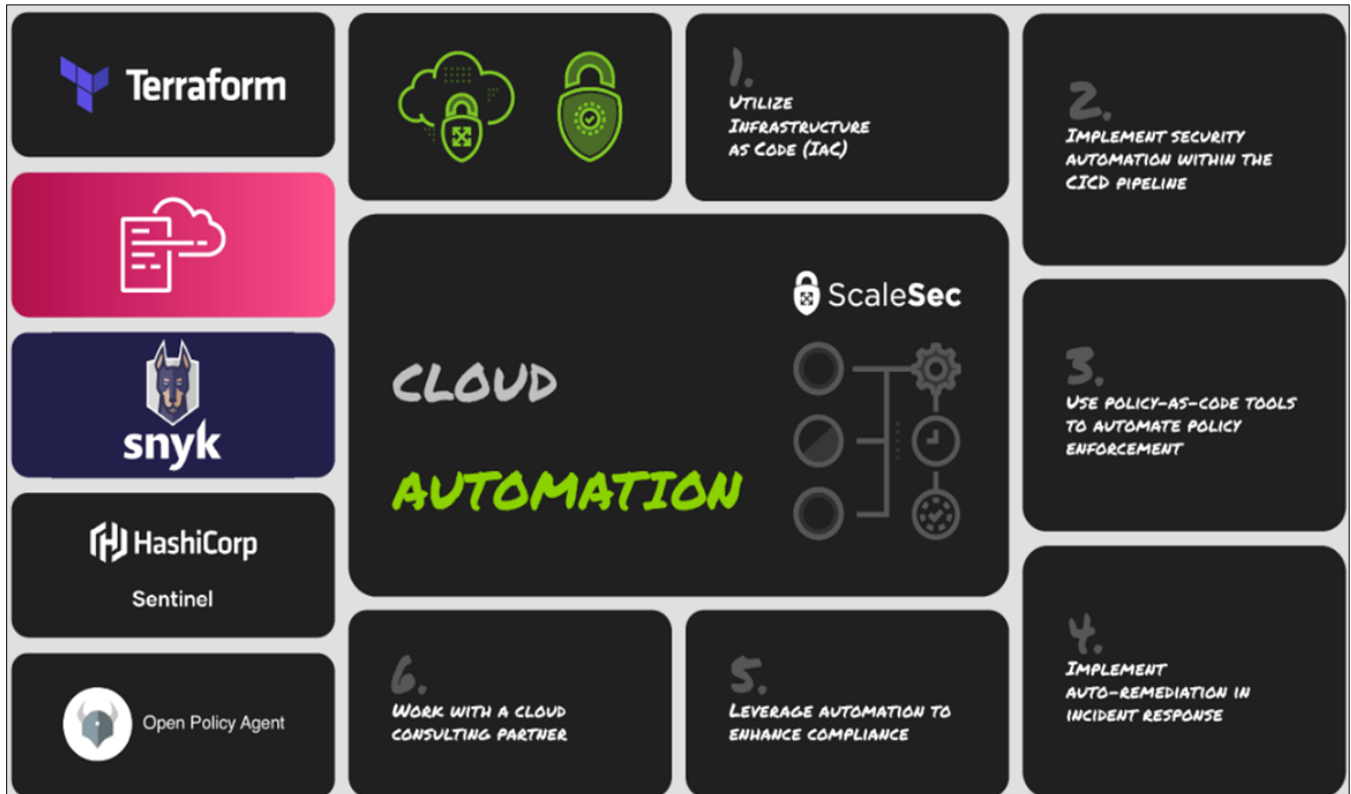 Terraform
snyk
HashiCorp
Sentinel
Open Policy Agent
1.
UTILIZE
INFRASTRUCTURE
AS CODE (IAC)
2.
IMPLEMENT SECURITY
AUTOMATION WITHIN THE
CICD PIPELINE
ScaleSec
CLOUD
AUTOMATION
3.
USE POLICY-AS-CODE TOOLS
TO AUTOMATE POLICY
ENFORCEMENT
4.
IMPLEMENT
AUTO-REMEDIATION IN
INCIDENT RESPONSE
5.
LEVERAGE AUTOMATION TO
ENHANCE COMPLIANCE
6.
WORK WITH A CLOUD
CONSULTING PARTNER